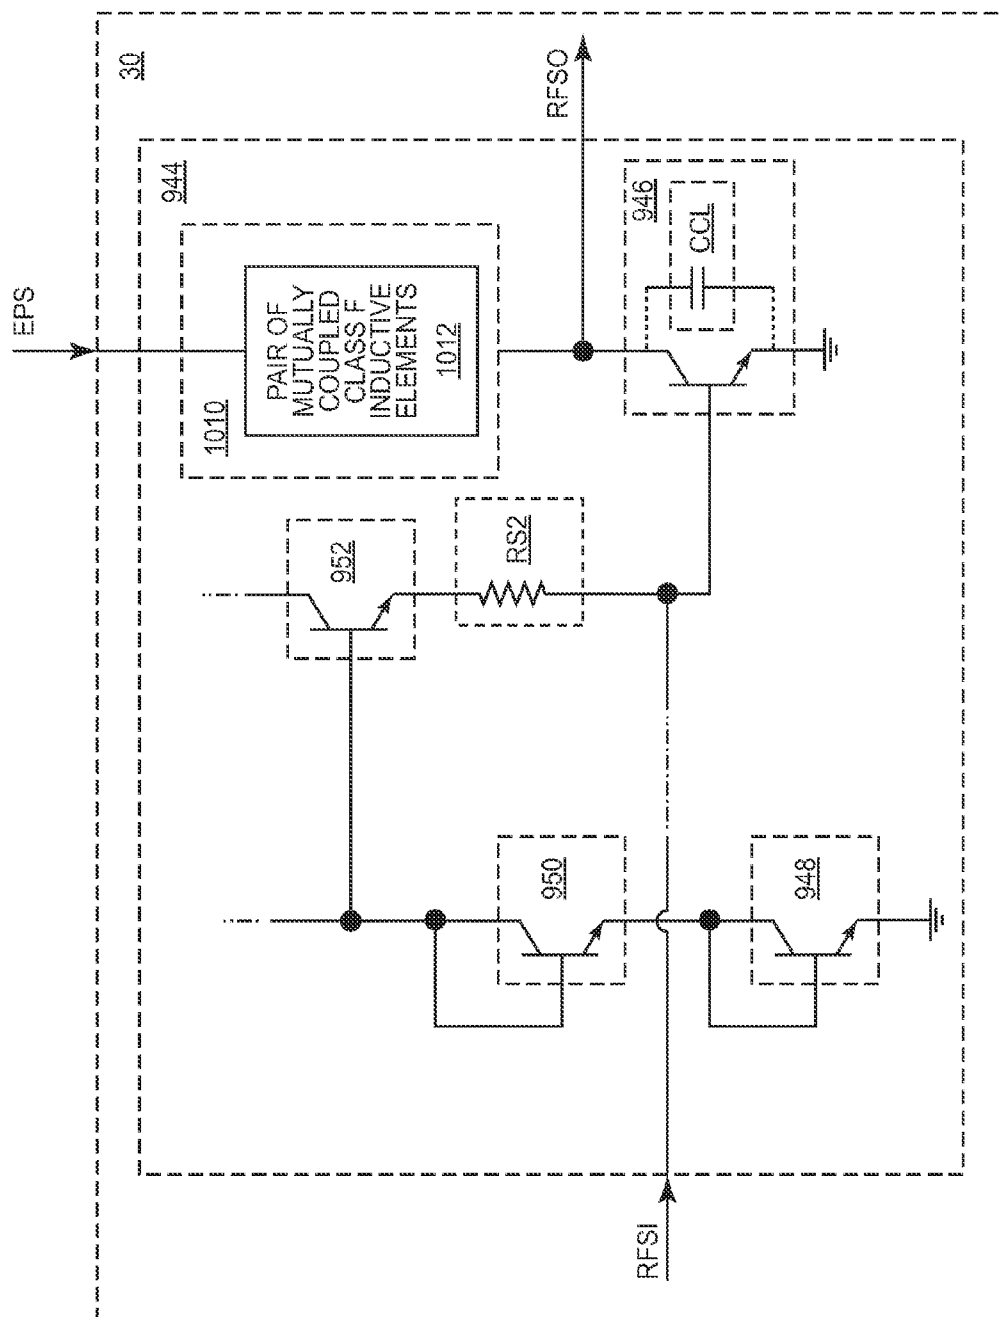 30
EPS
944
RFSO
1010
PAIR OF
MUTUALLY
COUPLED
CLASS F
INDUCTIVE
ELEMENTS
1012
946
CCL
952
RS2
950
948
RFSI